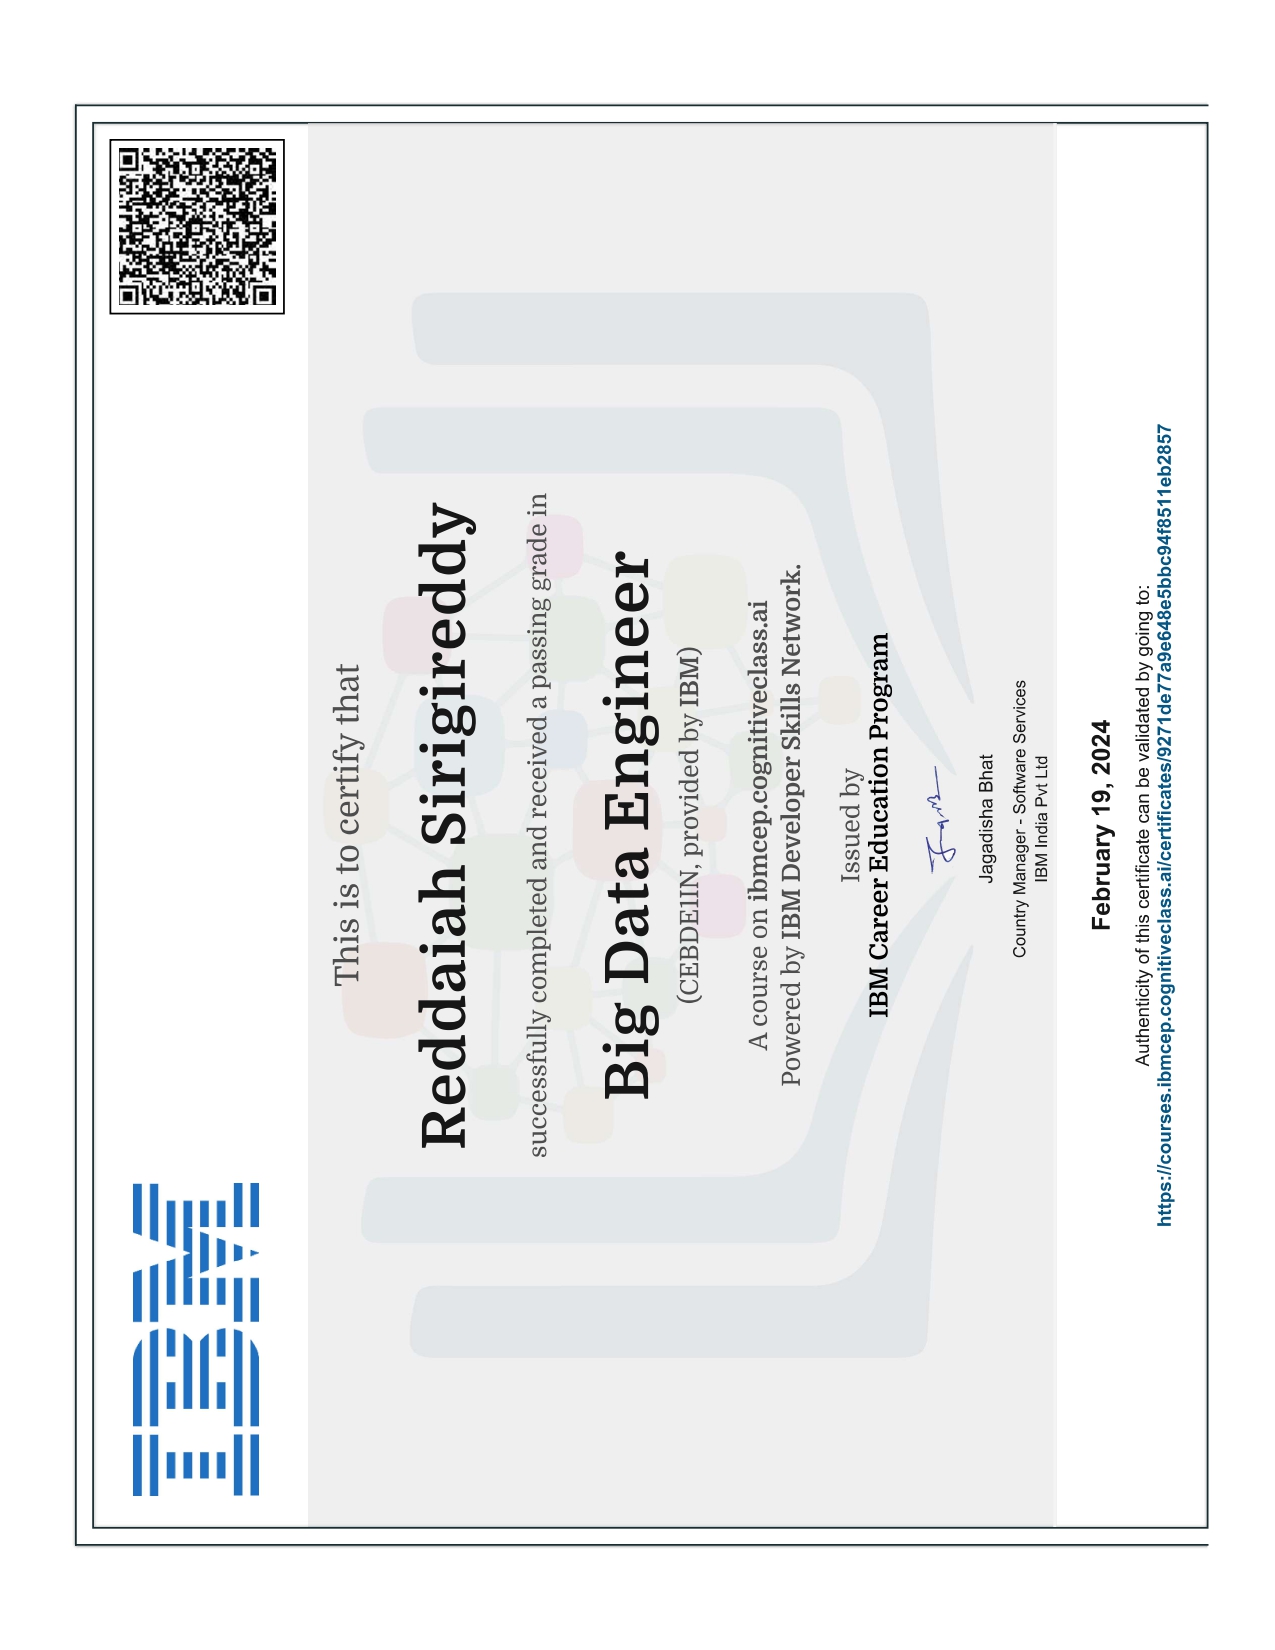 IBM
This is to certify that
Reddaiah Sirigireddy
successfully completed and received a passing grade in
Big Data Engineer
(CEBDE1IN, provided by IBM)
A course on ibmcep.cognitiveclass.ai
Powered by IBM Developer Skills Network.
Issued by
IBM Career Education Program
Jagadisha Bhat
Country Manager - Software Services
IBM India Pvt Ltd
February 19, 2024
Authenticity of this certificate can be validated by going to:
https://courses.ibmcep.cognitiveclass.ai/certificates/9271de77a9e648e5bbc94f8511eb2857